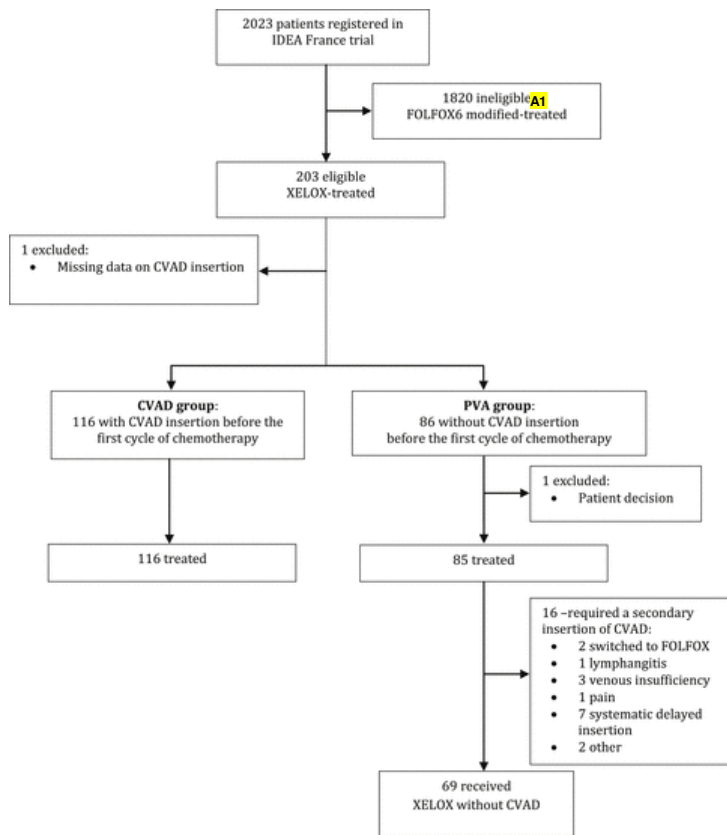 2023 patients registered in
IDEA France trial
1820 ineligible A1
FOLFOX6 modified-treated
203 eligible
XELOX-treated
1 excluded:
• Missing data on CVAD insertion
CVAD group:
116 with CVAD insertion before the
first cycle of chemotherapy
PVA group:
86 without CVAD insertion
before the first cycle of chemotherapy
1 excluded:
• Patient decision
116 treated
85 treated
16 –required a secondary
insertion of CVAD:
• 2 switched to FOLFOX
• 1 lymphangitis
• 3 venous insufficiency
• 1 pain
• 7 systematic delayed
insertion
• 2 other
69 received
XELOX without CVAD